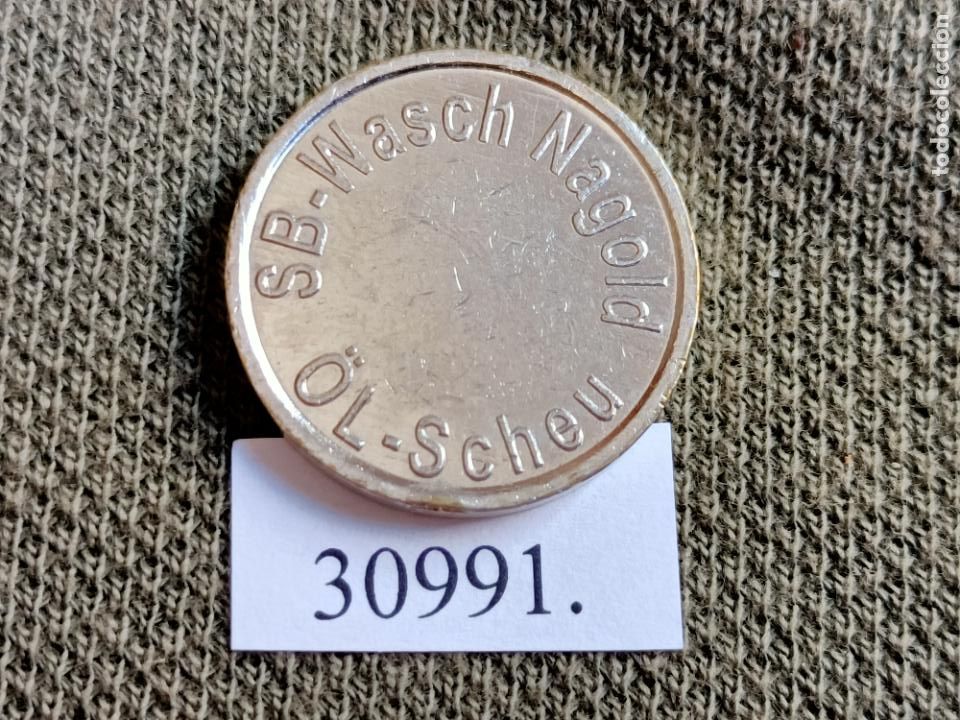 SB-Wasch Nagold
ÖL-Scheu
30991.
todocoleccion